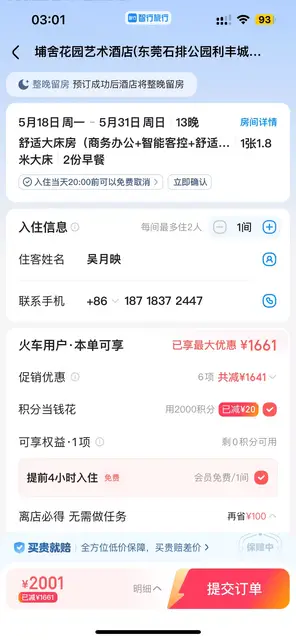 03:01
智行旅行
93
埔舍花园艺术酒店(东莞石排公园利丰城...
整晚留房 预订成功后酒店将整晚留房
5月18日 周一 – 5月31日 周日 13晚 房间详情
舒适大床房（商务办公+智能客控+舒适... 1张1.8
米大床 2份早餐
入住当天20:00前可以免费取消 > 立即确认
入住信息 每间最多住2人 1间
住客姓名 吴月映
联系手机 +86 187 1837 2447
火车用户·本单可享 已享最大优惠 ¥1661
促销优惠 6项 共减¥1641
积分当钱花 用2000积分 已减¥20
可享权益·1项 剩0积分可用
提前4小时入住 免费 会员免费/1间
离店必得 无需做任务 再省¥100
买贵就赔 全方位低价保障，买贵赔差价 > 保障中
¥2001 明细 提交订单
已减¥1661